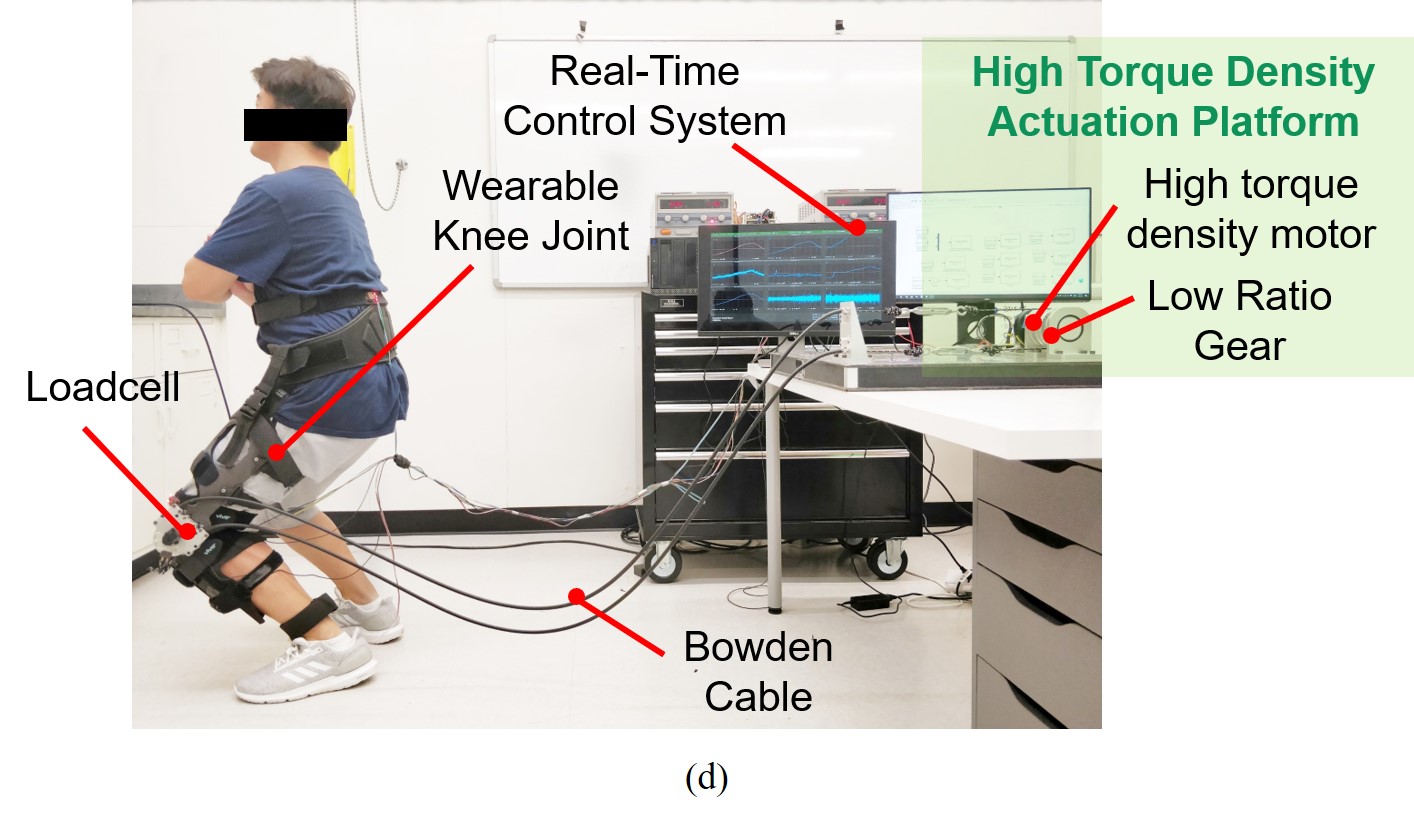 Real-Time
Control System
High Torque Density
Actuation Platform
Wearable
Knee Joint
High torque
density motor
Low Ratio
Gear
Loadcell
Bowden
Cable
(d)